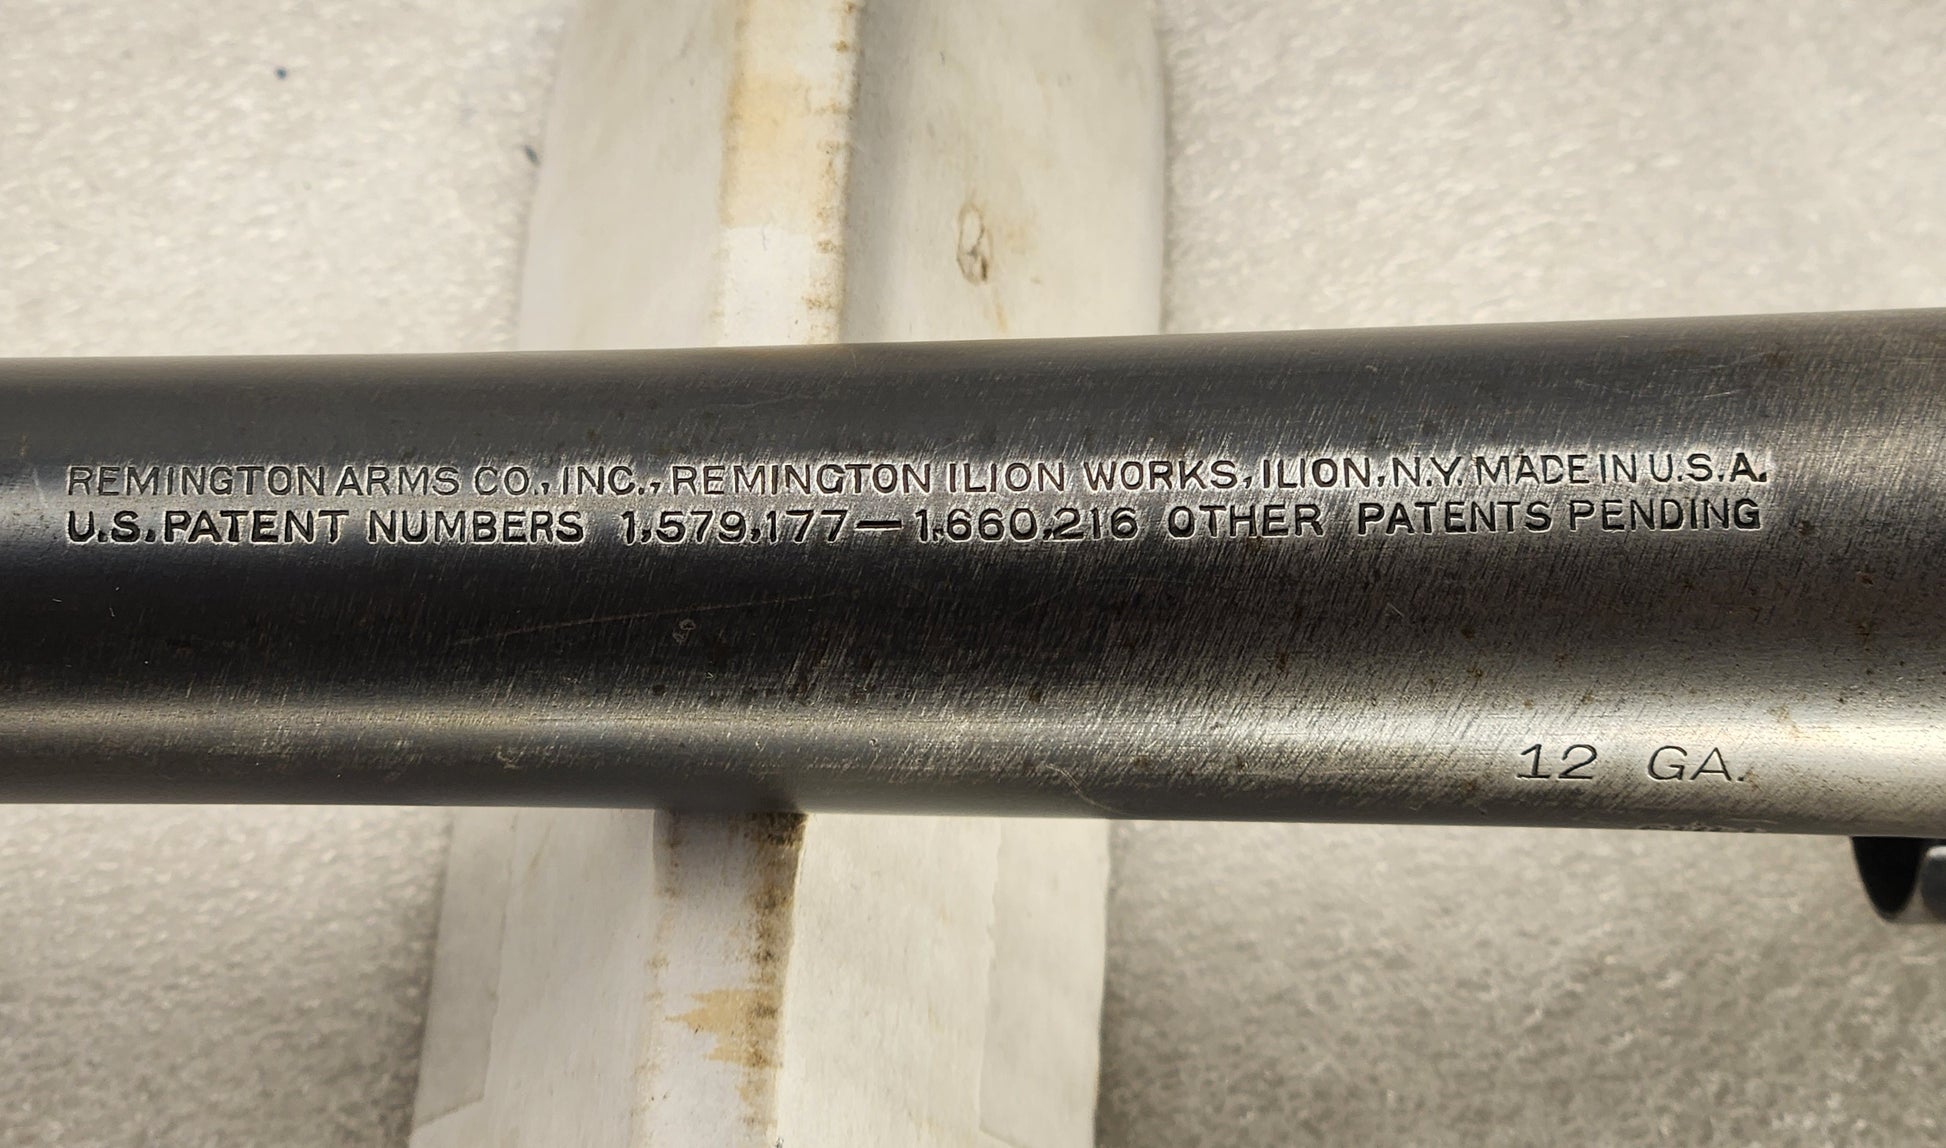 REMINGTON ARMS CO., INC., REMINGTON ILION WORKS, ILION, N.Y. MADE IN U.S.A.
U.S. PATENT NUMBERS 1,579,177—1,660,216 OTHER PATENTS PENDING
12 GA.